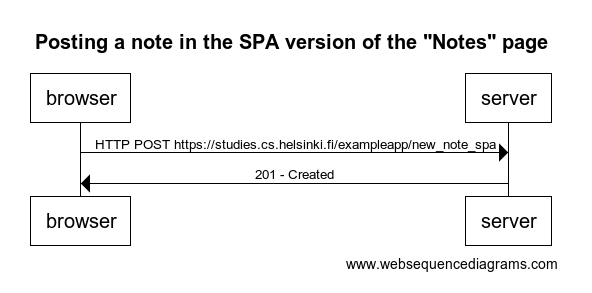 Posting a note in the SPA version of the "Notes" page
browser
server
HTTP POST https://studies.cs.helsinki.fi/exampleapp/new_note_spa
201 - Created
browser
server
www.websequencediagrams.com